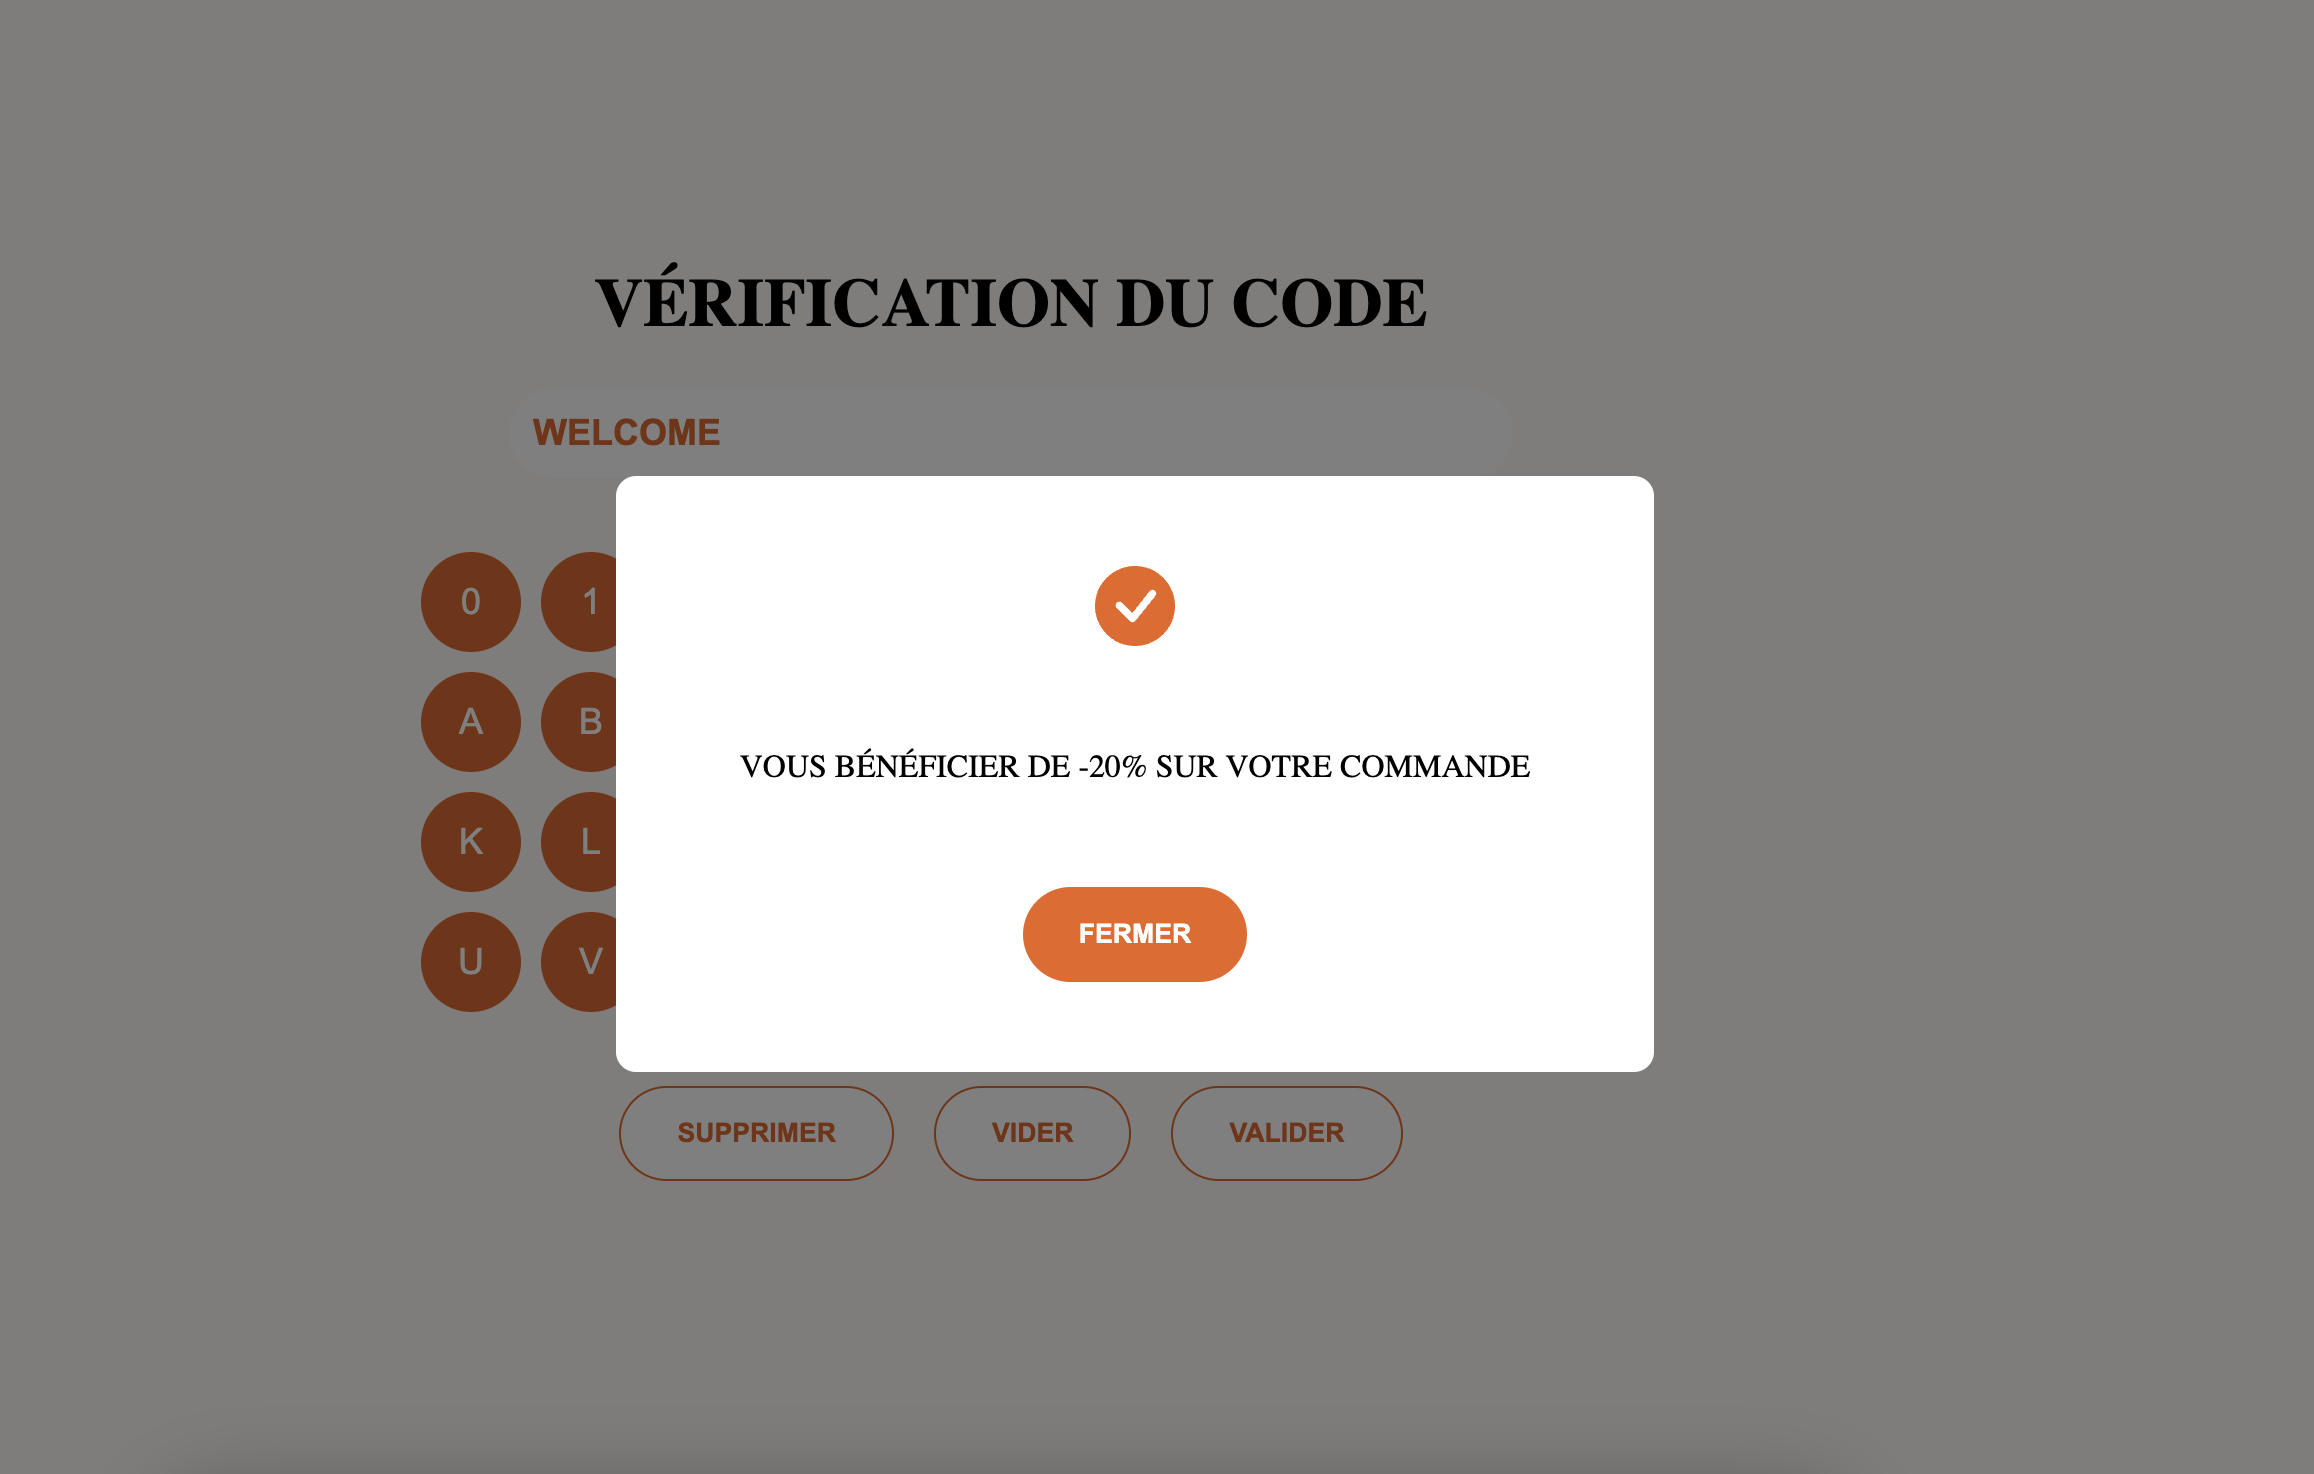 VÉRIFICATION DU CODE
WELCOME
0 1
A B
VOUS BÉNÉFICIER DE -20% SUR VOTRE COMMANDE
K L
FERMER
U V
SUPPRIMER VIDER VALIDER